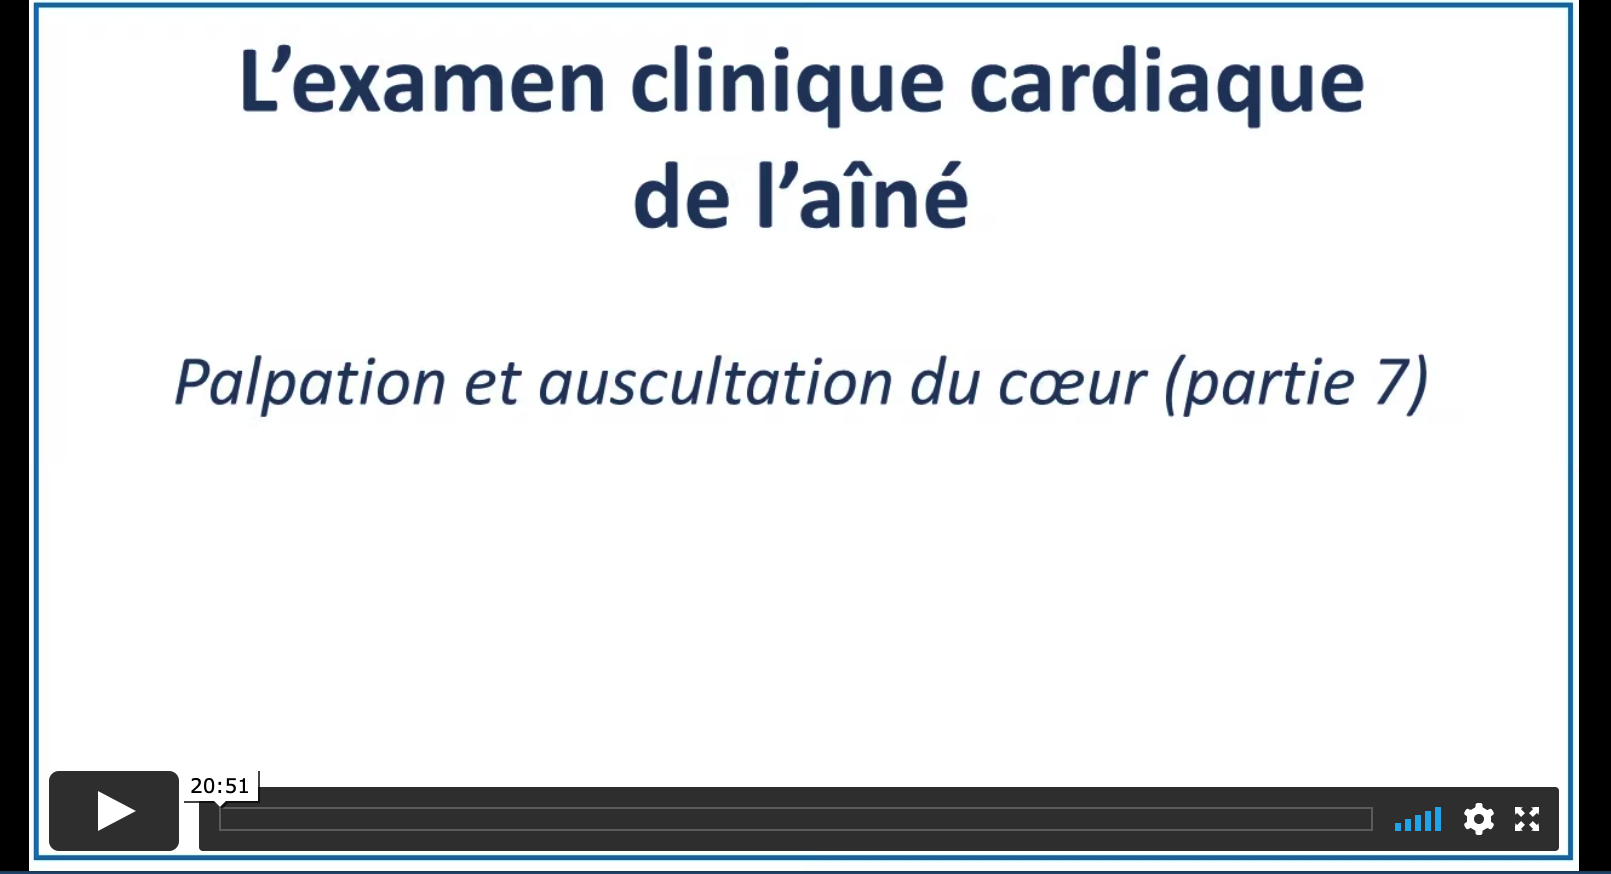 L’examen clinique cardiaque
de l’aîné
Palpation et auscultation du cœur (partie 7)
20:51